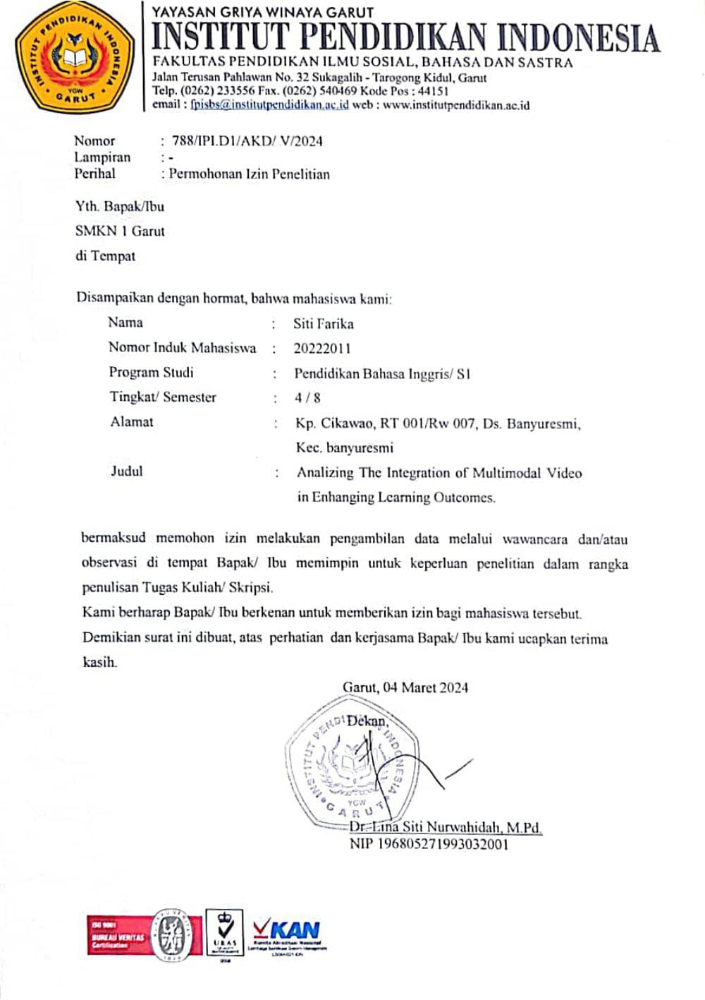 YAYASAN GRIYA WINAYA GARUT
INSTITUT PENDIDIKAN INDONESIA
FAKULTAS PENDIDIKAN ILMU SOSIAL, BAHASA DAN SASTRA
Jalan Terusan Pahlawan No. 32 Sukagalih - Tarogong Kidul, Garut
Telp. (0262) 233556 Fax. (0262) 540469 Kode Pos : 44151
email : fpisbs@institutpendidikan.ac.id web : www.institutpendidikan.ac.id
INSTITUT PENDIDIKAN INDONESIA
YGW
GARUT
Nomor : 788/IPI.D1/AKD/ V/2024
Lampiran : -
Perihal : Permohonan Izin Penelitian
Yth. Bapak/Ibu
SMKN 1 Garut
di Tempat
Disampaikan dengan hormat, bahwa mahasiswa kami:
Nama : Siti Farika
Nomor Induk Mahasiswa : 20222011
Program Studi : Pendidikan Bahasa Inggris/ S1
Tingkat/ Semester : 4 / 8
Alamat : Kp. Cikawao, RT 001/Rw 007, Ds. Banyuresmi,
Kec. banyuresmi
Judul : Analizing The Integration of Multimodal Video
in Enhanging Learning Outcomes.
bermaksud memohon izin melakukan pengambilan data melalui wawancara dan/atau
observasi di tempat Bapak/ Ibu memimpin untuk keperluan penelitian dalam rangka
penulisan Tugas Kuliah/ Skripsi.
Kami berharap Bapak/ Ibu berkenan untuk memberikan izin bagi mahasiswa tersebut.
Demikian surat ini dibuat, atas perhatian dan kerjasama Bapak/ Ibu kami ucapkan terima
kasih.
Garut, 04 Maret 2024
Dekan,
INSTITUT PENDIDIKAN INDONESIA
YGW
GARUT
Dr. Lina Siti Nurwahidah, M.Pd.
NIP 196805271993032001
ISO 9001
BUREAU VERITAS
Certification
BUREAU VERITAS
1828
UKAS
008
KAN
Komite Akreditasi Nasional